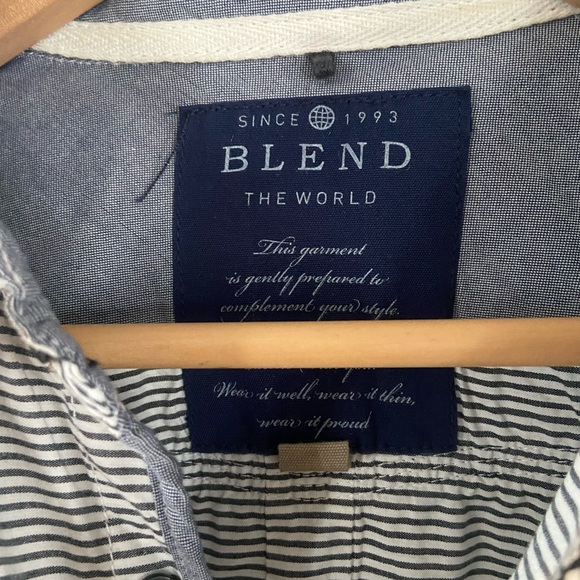 SINCE 1993
BLEND
THE WORLD
This garment
is gently prepared to
complement your style.
Wear it well, wear it thin,
wear it proud